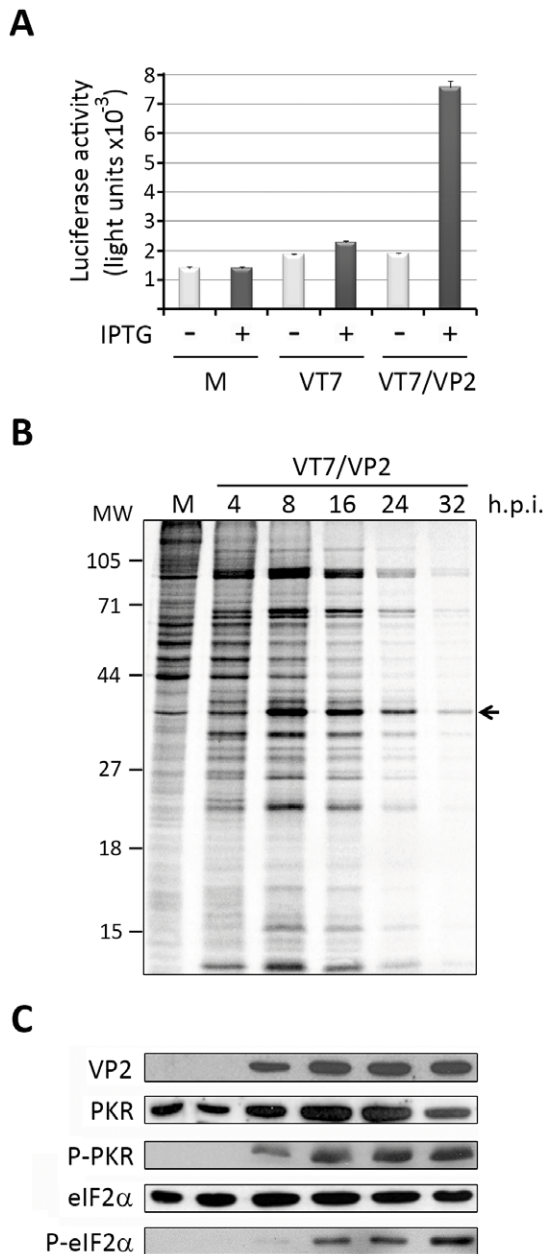 A
Luciferase activity
(light units x10⁻³)
8
7
6
5
4
3
2
1
IPTG - + - + - +
M VT7 VT7/VP2
B
VT7/VP2
MW M 4 8 16 24 32 h.p.i.
105
71
44
27
18
15
C
VP2
PKR
P-PKR
eIF2α
P-eIF2α